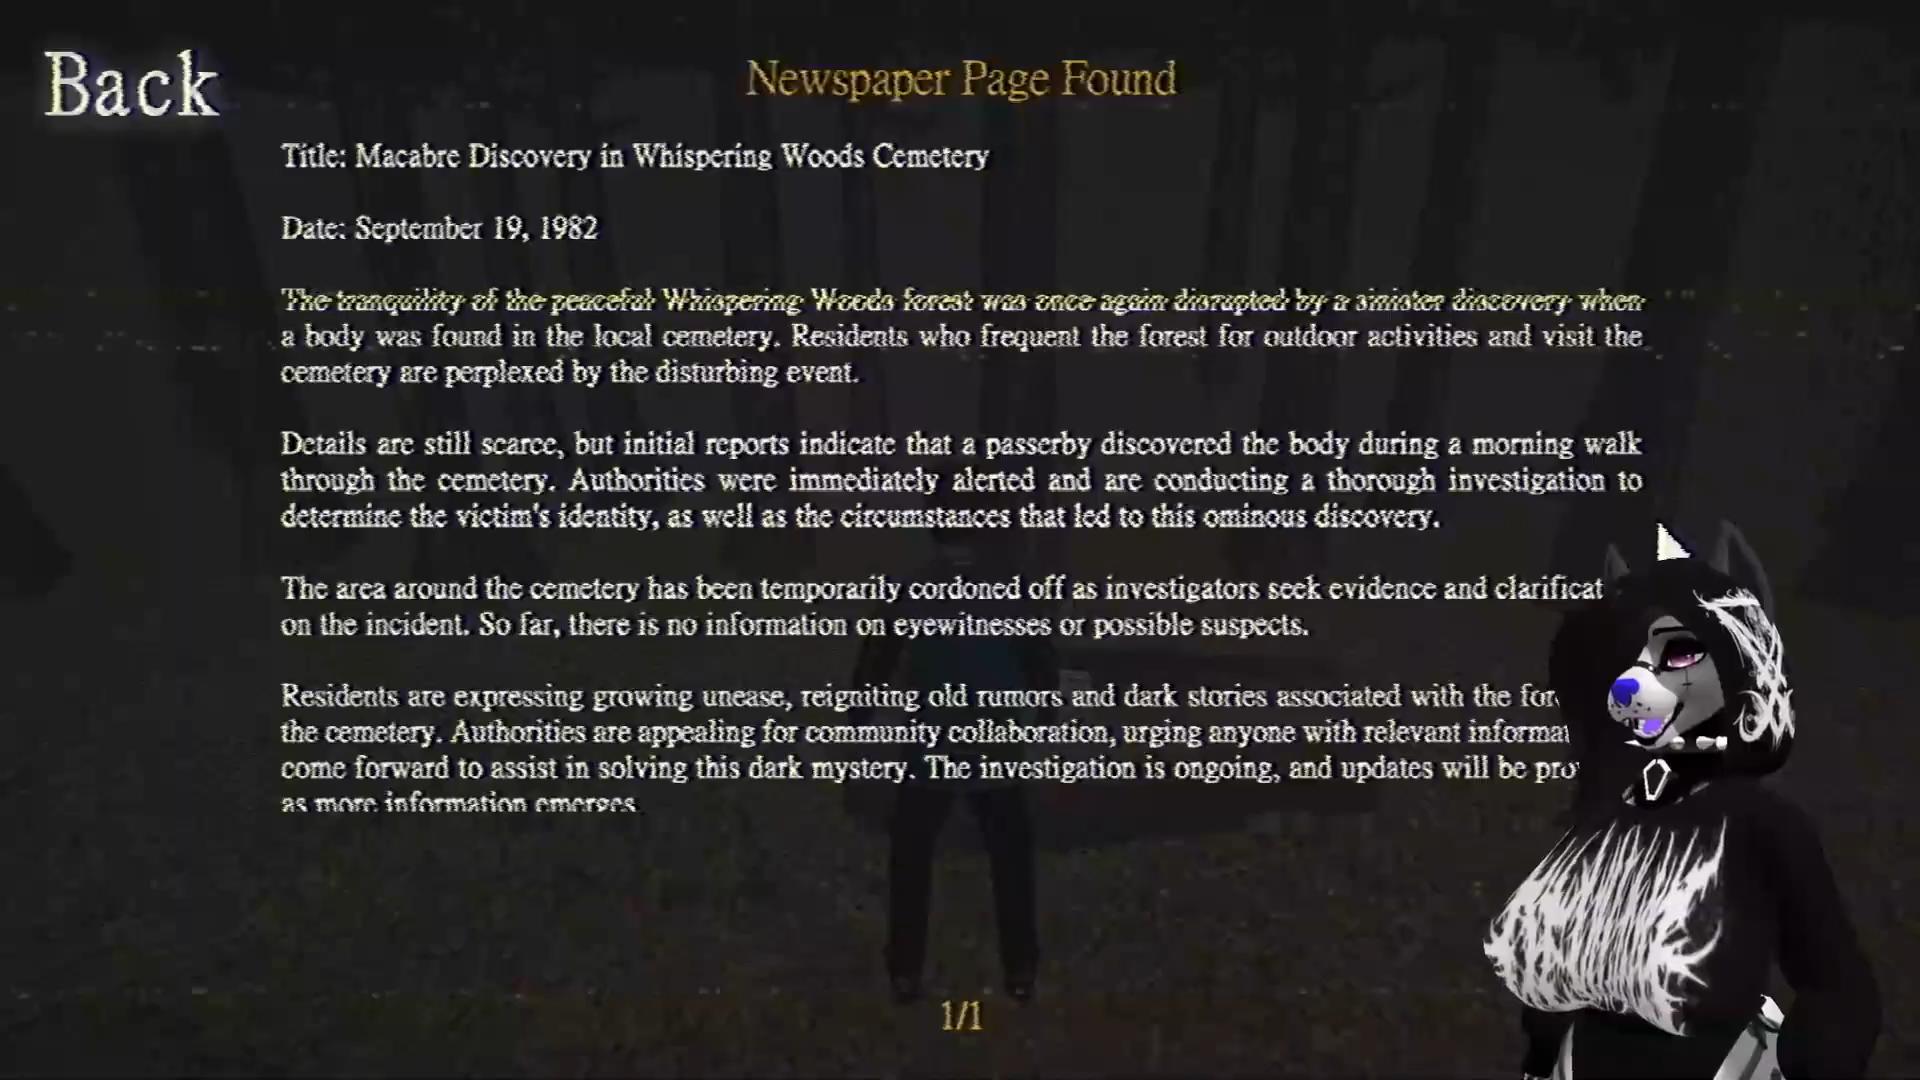 Back
Newspaper Page Found
Title: Macabre Discovery in Whispering Woods Cemetery
Date: September 19, 1982
The tranquility of the peaceful Whispering Woods forest was once again disrupted by a sinister discovery when
a body was found in the local cemetery. Residents who frequent the forest for outdoor activities and visit the
cemetery are perplexed by the disturbing event.
Details are still scarce, but initial reports indicate that a passerby discovered the body during a morning walk
through the cemetery. Authorities were immediately alerted and are conducting a thorough investigation to
determine the victim's identity, as well as the circumstances that led to this ominous discovery.
The area around the cemetery has been temporarily cordoned off as investigators seek evidence and clarificat
on the incident. So far, there is no information on eyewitnesses or possible suspects.
Residents are expressing growing unease, reigniting old rumors and dark stories associated with the for
the cemetery. Authorities are appealing for community collaboration, urging anyone with relevant informat
come forward to assist in solving this dark mystery. The investigation is ongoing, and updates will be pro
as more information emerges.
1/1